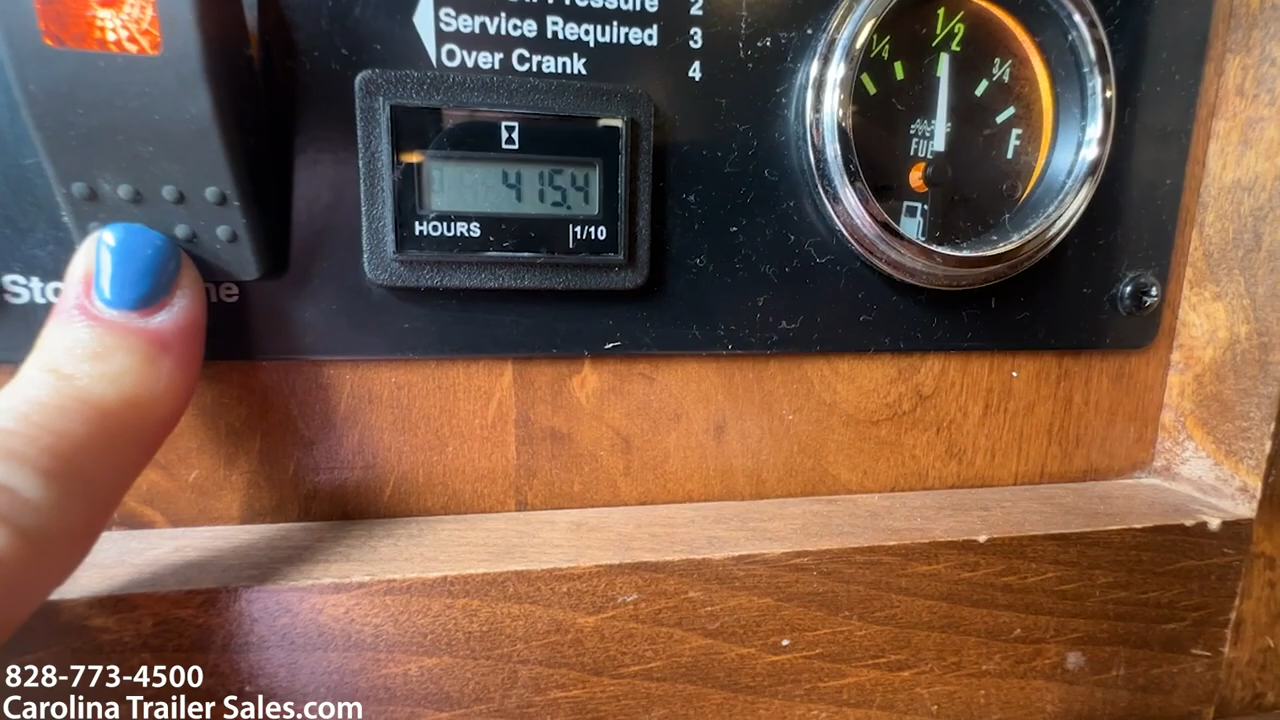 Pressure 2
Service Required 3
Over Crank 4
1/4 1/2 3/4
415.4
HOURS 1/10
FUEL
F
828-773-4500
Carolina Trailer Sales.com